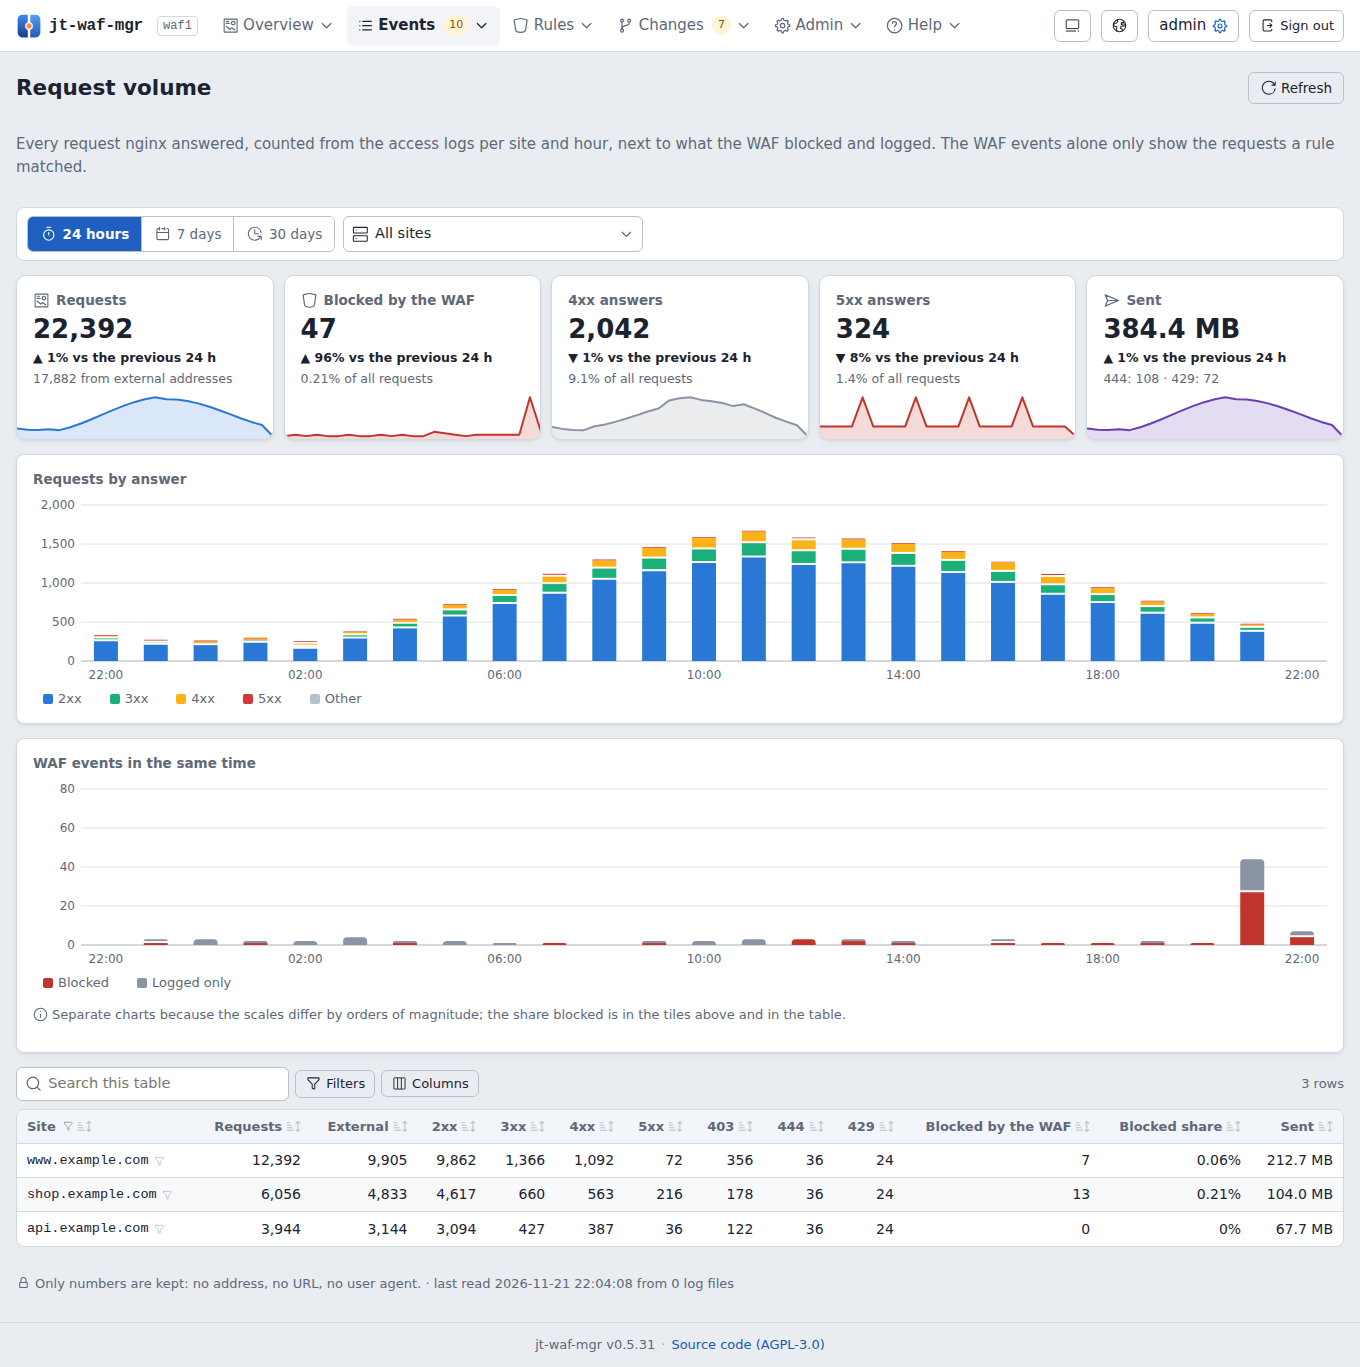 jt-waf-mgr waf1 Overview Events 10 Rules Changes 7 Admin Help admin Sign out
Request volume
Refresh
Every request nginx answered, counted from the access logs per site and hour, next to what the WAF blocked and logged. The WAF events alone only show the requests a rule
matched.
24 hours 7 days 30 days All sites
Requests
22,392
▲ 1% vs the previous 24 h
17,882 from external addresses
Blocked by the WAF
47
▲ 96% vs the previous 24 h
0.21% of all requests
4xx answers
2,042
▼ 1% vs the previous 24 h
9.1% of all requests
5xx answers
324
▼ 8% vs the previous 24 h
1.4% of all requests
Sent
384.4 MB
▲ 1% vs the previous 24 h
444: 108 · 429: 72
Requests by answer
2,000
1,500
1,000
500
0
22:00 02:00 06:00 10:00 14:00 18:00 22:00
2xx 3xx 4xx 5xx Other
WAF events in the same time
80
60
40
20
0
22:00 02:00 06:00 10:00 14:00 18:00 22:00
Blocked Logged only
Separate charts because the scales differ by orders of magnitude; the share blocked is in the tiles above and in the table.
Search this table Filters Columns 3 rows
Site Requests External 2xx 3xx 4xx 5xx 403 444 429 Blocked by the WAF Blocked share Sent
www.example.com 12,392 9,905 9,862 1,366 1,092 72 356 36 24 7 0.06% 212.7 MB
shop.example.com 6,056 4,833 4,617 660 563 216 178 36 24 13 0.21% 104.0 MB
api.example.com 3,944 3,144 3,094 427 387 36 122 36 24 0 0% 67.7 MB
Only numbers are kept: no address, no URL, no user agent. · last read 2026-11-21 22:04:08 from 0 log files
jt-waf-mgr v0.5.31 · Source code (AGPL-3.0)